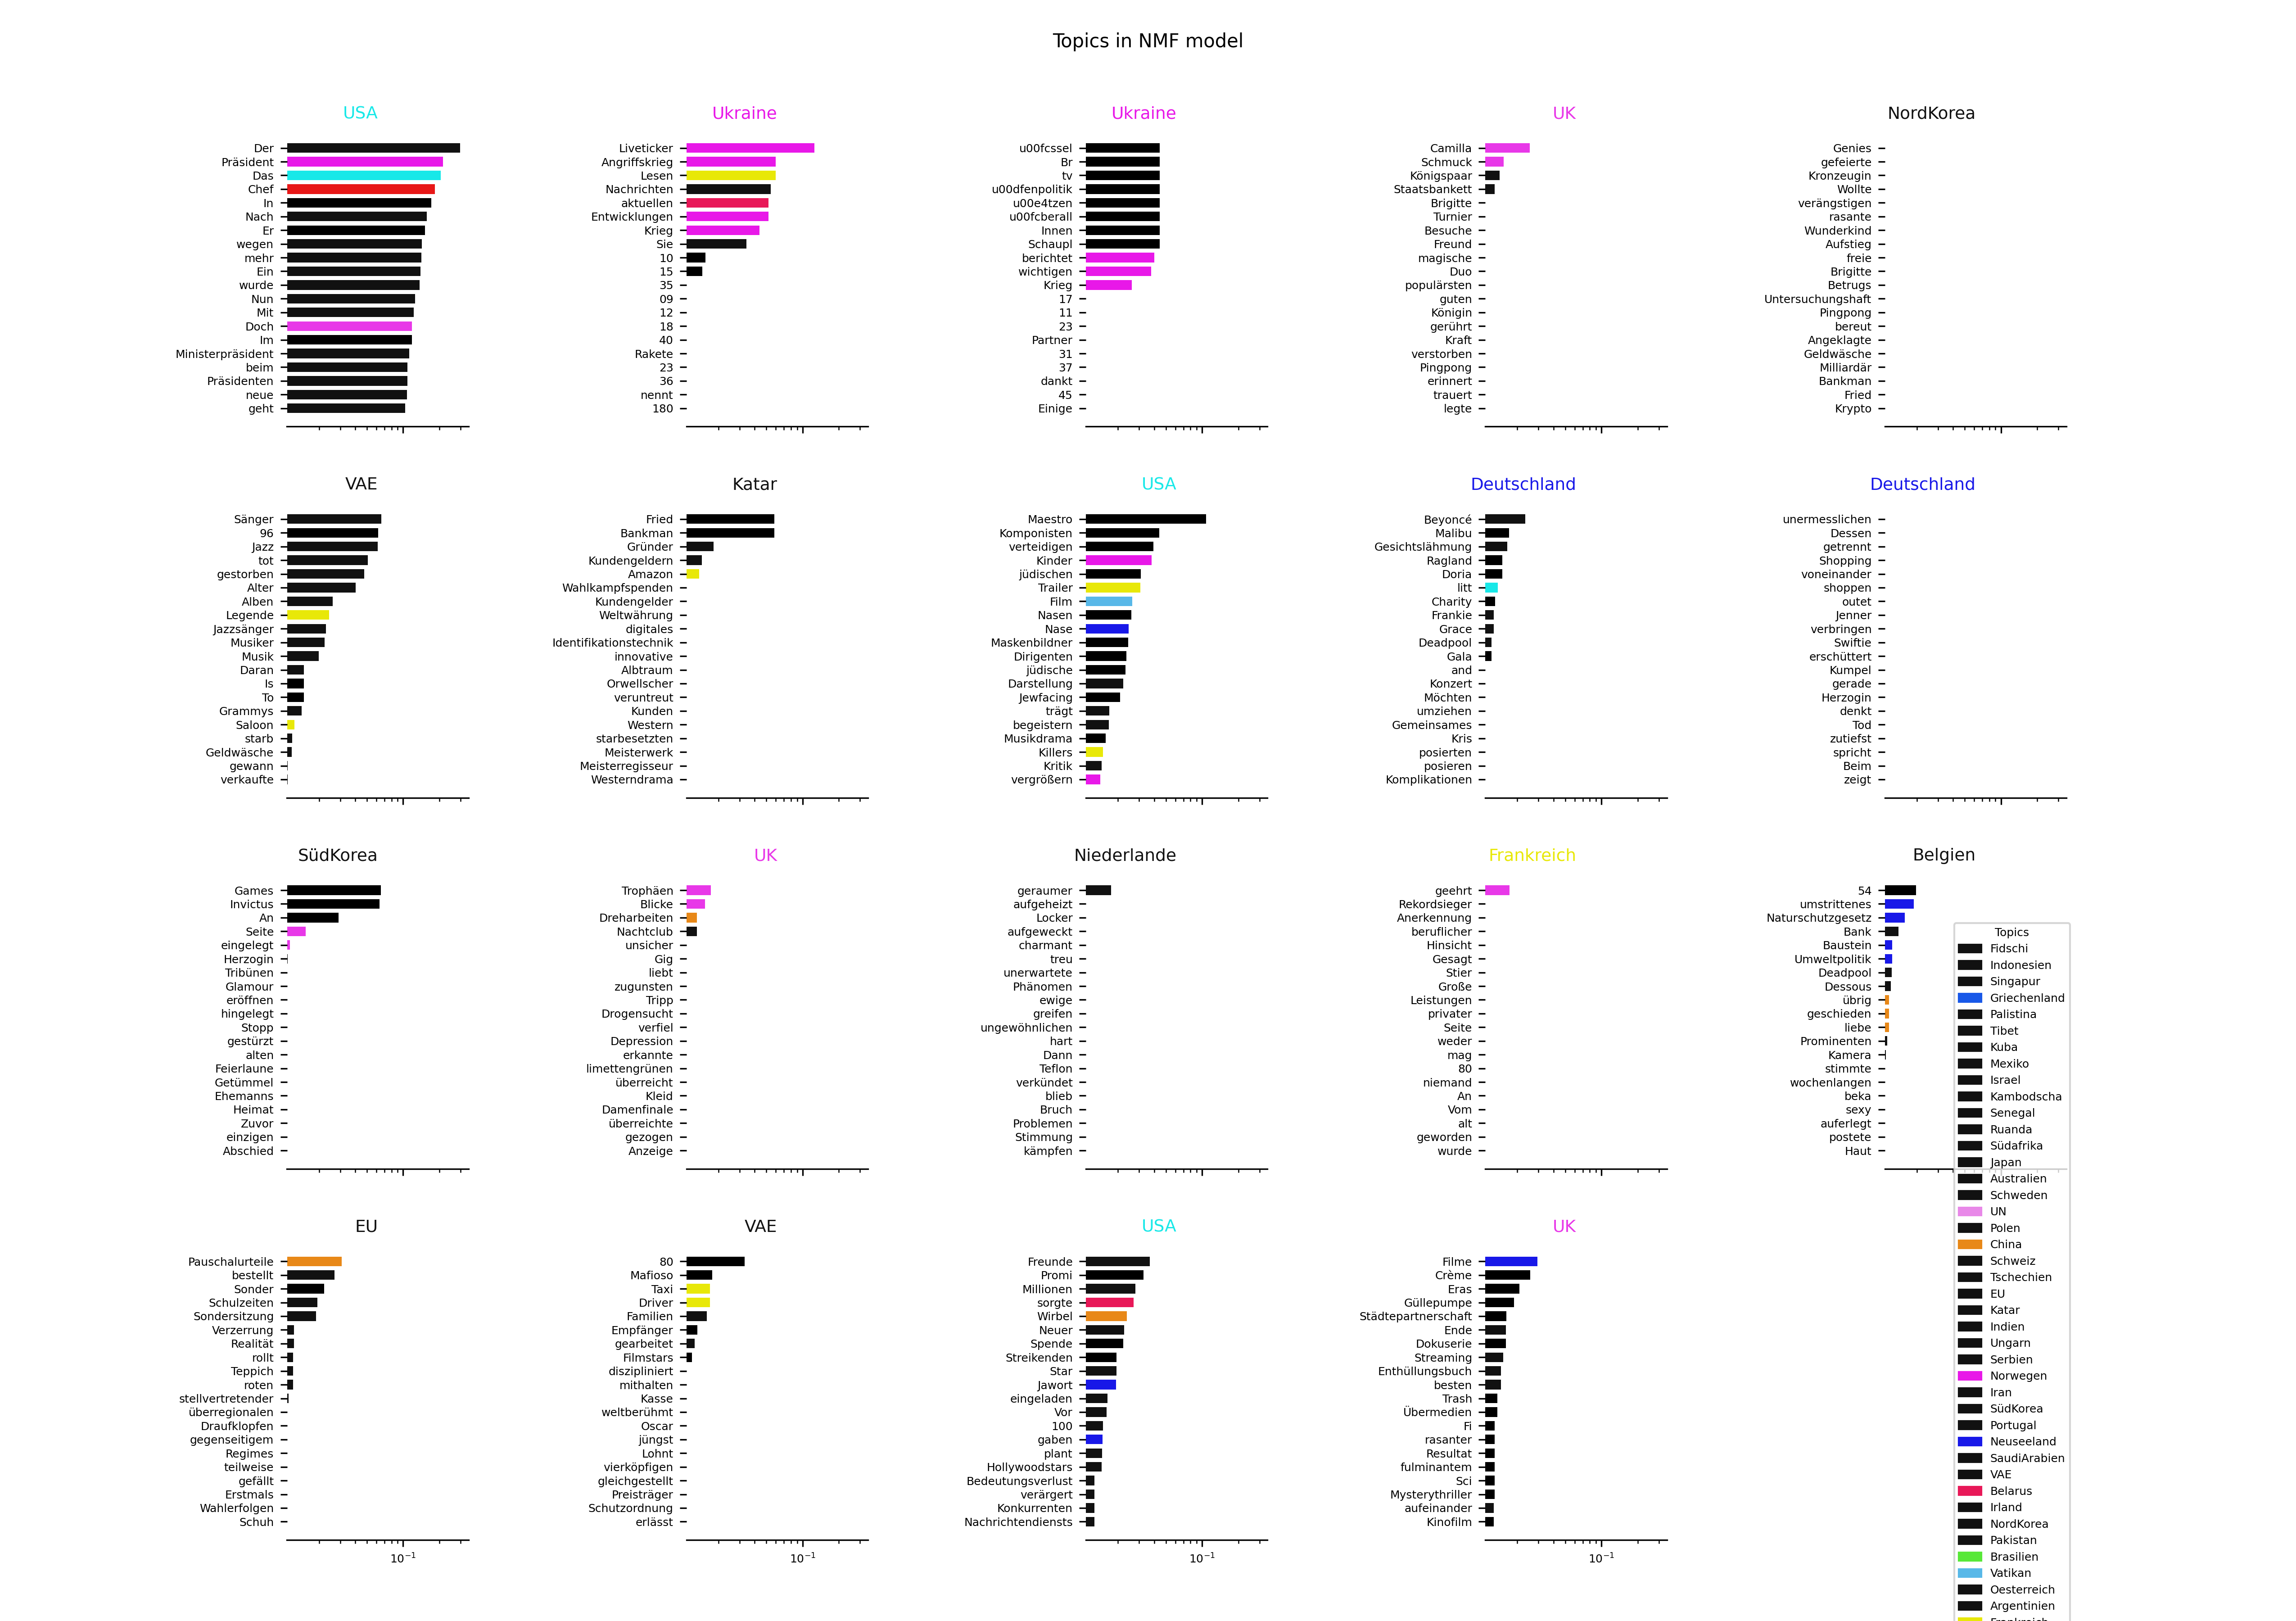 Topics in NMF model
USA
Der
Präsident
Das
Chef
In
Nach
Er
wegen
mehr
Ein
wurde
Nun
Mit
Doch
Im
Ministerpräsident
beim
Präsidenten
neue
geht
Ukraine
Liveticker
Angriffskrieg
Lesen
Nachrichten
aktuellen
Entwicklungen
Krieg
Sie
10
15
35
09
12
18
40
Rakete
23
36
nennt
180
Ukraine
u00fcssel
Br
tv
u00dfenpolitik
u00e4tzen
u00fcberall
Innen
Schaupl
berichtet
wichtigen
Krieg
17
11
23
Partner
31
37
dankt
45
Einige
UK
Camilla
Schmuck
Königspaar
Staatsbankett
Brigitte
Turnier
Besuche
Freund
magische
Duo
populärsten
guten
Königin
gerührt
Kraft
verstorben
Pingpong
erinnert
trauert
legte
NordKorea
Genies
gefeierte
Kronzeugin
Wollte
verängstigen
rasante
Wunderkind
Aufstieg
freie
Brigitte
Betrugs
Untersuchungshaft
Pingpong
bereut
Angeklagte
Geldwäsche
Milliardär
Bankman
Fried
Krypto
VAE
Sänger
96
Jazz
tot
gestorben
Alter
Alben
Legende
Jazzsänger
Musiker
Musik
Daran
Is
To
Grammys
Saloon
starb
Geldwäsche
gewann
verkaufte
Katar
Fried
Bankman
Gründer
Kundengeldern
Amazon
Wahlkampfspenden
Kundengelder
Weltwährung
digitales
Identifikationstechnik
innovative
Albtraum
Orwellscher
veruntreut
Kunden
Western
starbesetzten
Meisterwerk
Meisterregisseur
Westerndrama
USA
Maestro
Komponisten
verteidigen
Kinder
jüdischen
Trailer
Film
Nasen
Nase
Maskenbildner
Dirigenten
jüdische
Darstellung
Jewfacing
trägt
begeistern
Musikdrama
Killers
Kritik
vergrößern
Deutschland
Beyoncé
Malibu
Gesichtslähmung
Ragland
Doria
litt
Charity
Frankie
Grace
Deadpool
Gala
and
Konzert
Möchten
umziehen
Gemeinsames
Kris
posierten
posieren
Komplikationen
Deutschland
unermesslichen
Dessen
getrennt
Shopping
voneinander
shoppen
outet
Jenner
verbringen
Swiftie
erschüttert
Kumpel
gerade
Herzogin
denkt
Tod
zutiefst
spricht
Beim
zeigt
SüdKorea
Games
Invictus
An
Seite
eingelegt
Herzogin
Tribünen
Glamour
eröffnen
hingelegt
Stopp
gestürzt
alten
Feierlaune
Getümmel
Ehemanns
Heimat
Zuvor
einzigen
Abschied
UK
Trophäen
Blicke
Dreharbeiten
Nachtclub
unsicher
Gig
liebt
zugunsten
Tripp
Drogensucht
verfiel
Depression
erkannte
limettengrünen
überreicht
Kleid
Damenfinale
überreichte
gezogen
Anzeige
Niederlande
geraumer
aufgeheizt
Locker
aufgeweckt
charmant
treu
unerwartete
Phänomen
ewige
greifen
ungewöhnlichen
hart
Dann
Teflon
verkündet
blieb
Bruch
Problemen
Stimmung
kämpfen
Frankreich
geehrt
Rekordsieger
Anerkennung
beruflicher
Hinsicht
Gesagt
Stier
Große
Leistungen
privater
Seite
weder
mag
80
niemand
An
Vom
alt
geworden
wurde
Belgien
54
umstrittenes
Naturschutzgesetz
Bank
Baustein
Umweltpolitik
Deadpool
Dessous
übrig
geschieden
liebe
Prominenten
Kamera
stimmte
wochenlangen
beka
sexy
auferlegt
postete
Haut
EU
Pauschalurteile
bestellt
Sonder
Schulzeiten
Sondersitzung
Verzerrung
Realität
rollt
Teppich
roten
stellvertretender
überregionalen
Draufklopfen
gegenseitigem
Regimes
teilweise
gefällt
Erstmals
Wahlerfolgen
Schuh
10⁻¹
VAE
80
Mafioso
Taxi
Driver
Familien
Empfänger
gearbeitet
Filmstars
diszipliniert
mithalten
Kasse
weltberühmt
Oscar
jüngst
Lohnt
vierköpfigen
gleichgestellt
Preisträger
Schutzordnung
erlässt
10⁻¹
USA
Freunde
Promi
Millionen
sorgte
Wirbel
Neuer
Spende
Streikenden
Star
Jawort
eingeladen
Vor
100
gaben
plant
Hollywoodstars
Bedeutungsverlust
verärgert
Konkurrenten
Nachrichtendiensts
10⁻¹
UK
Filme
Crème
Eras
Güllepumpe
Städtepartnerschaft
Ende
Dokuserie
Streaming
Enthüllungsbuch
besten
Trash
Übermedien
Fi
rasanter
Resultat
fulminantem
Sci
Mysterythriller
aufeinander
Kinofilm
10⁻¹
Topics
Fidschi
Indonesien
Singapur
Griechenland
Palistina
Tibet
Kuba
Mexiko
Israel
Kambodscha
Senegal
Ruanda
Südafrika
Japan
Australien
Schweden
UN
Polen
China
Schweiz
Tschechien
EU
Katar
Indien
Ungarn
Serbien
Norwegen
Iran
SüdKorea
Portugal
Neuseeland
SaudiArabien
VAE
Belarus
Irland
NordKorea
Pakistan
Brasilien
Vatikan
Oesterreich
Argentinien